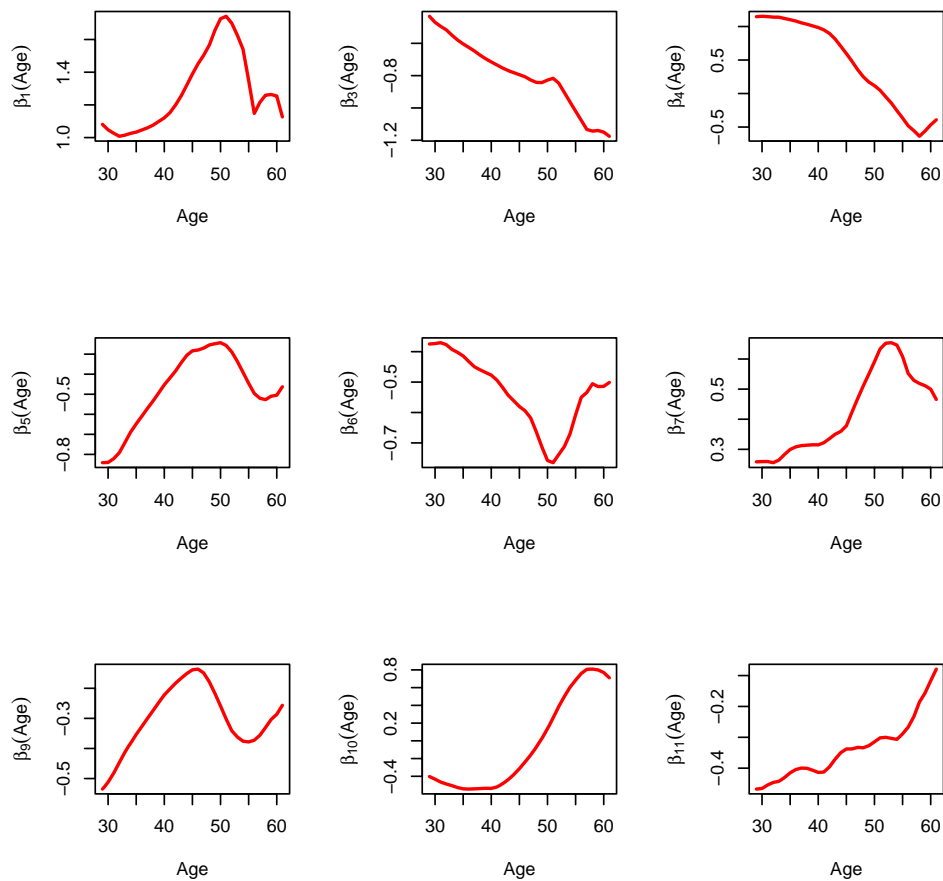 β1(Age)
1.0 1.4
30 40 50 60
Age
β3(Age)
−1.2 −0.8
30 40 50 60
Age
β4(Age)
−0.5 0.5
30 40 50 60
Age
β5(Age)
−0.8 −0.5
30 40 50 60
Age
β6(Age)
−0.7 −0.5
30 40 50 60
Age
β7(Age)
0.3 0.5
30 40 50 60
Age
β9(Age)
−0.5 −0.3
30 40 50 60
Age
β10(Age)
−0.4 0.2 0.8
30 40 50 60
Age
β11(Age)
−0.4 −0.2
30 40 50 60
Age